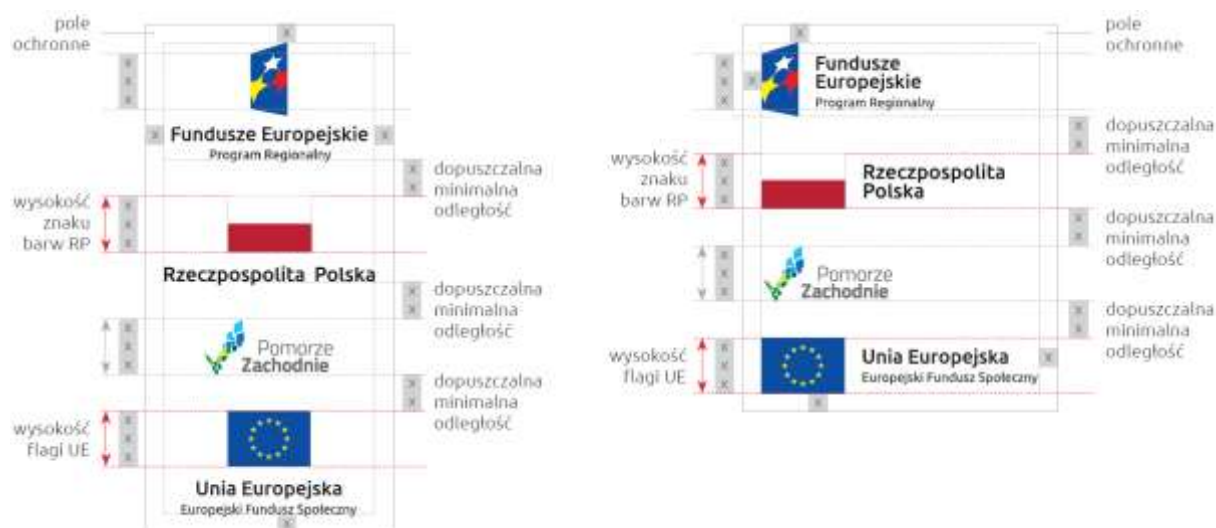 pole
ochronne
x
x
x
x
Fundusze Europejskie
Program Regionalny
x
x
dopuszczalna
minimalna
odległość
x
x
wysokość
znaku
barw RP
x
x
x
Rzeczpospolita Polska
dopuszczalna
minimalna
odległość
x
x
x
x
x
Pomorze
Zachodnie
dopuszczalna
minimalna
odległość
x
x
wysokość
flagi UE
x
x
x
Unia Europejska
Europejski Fundusz Społeczny
x
pole
ochronne
x
x
x
x
x
Fundusze
Europejskie
Program Regionalny
dopuszczalna
minimalna
odległość
x
x
wysokość
znaku
barw RP
x
x
x
Rzeczpospolita
Polska
dopuszczalna
minimalna
odległość
x
x
x
x
x
Pomorze
Zachodnie
dopuszczalna
minimalna
odległość
x
x
wysokość
flagi UE
x
x
x
Unia Europejska
Europejski Fundusz Społeczny
x
x